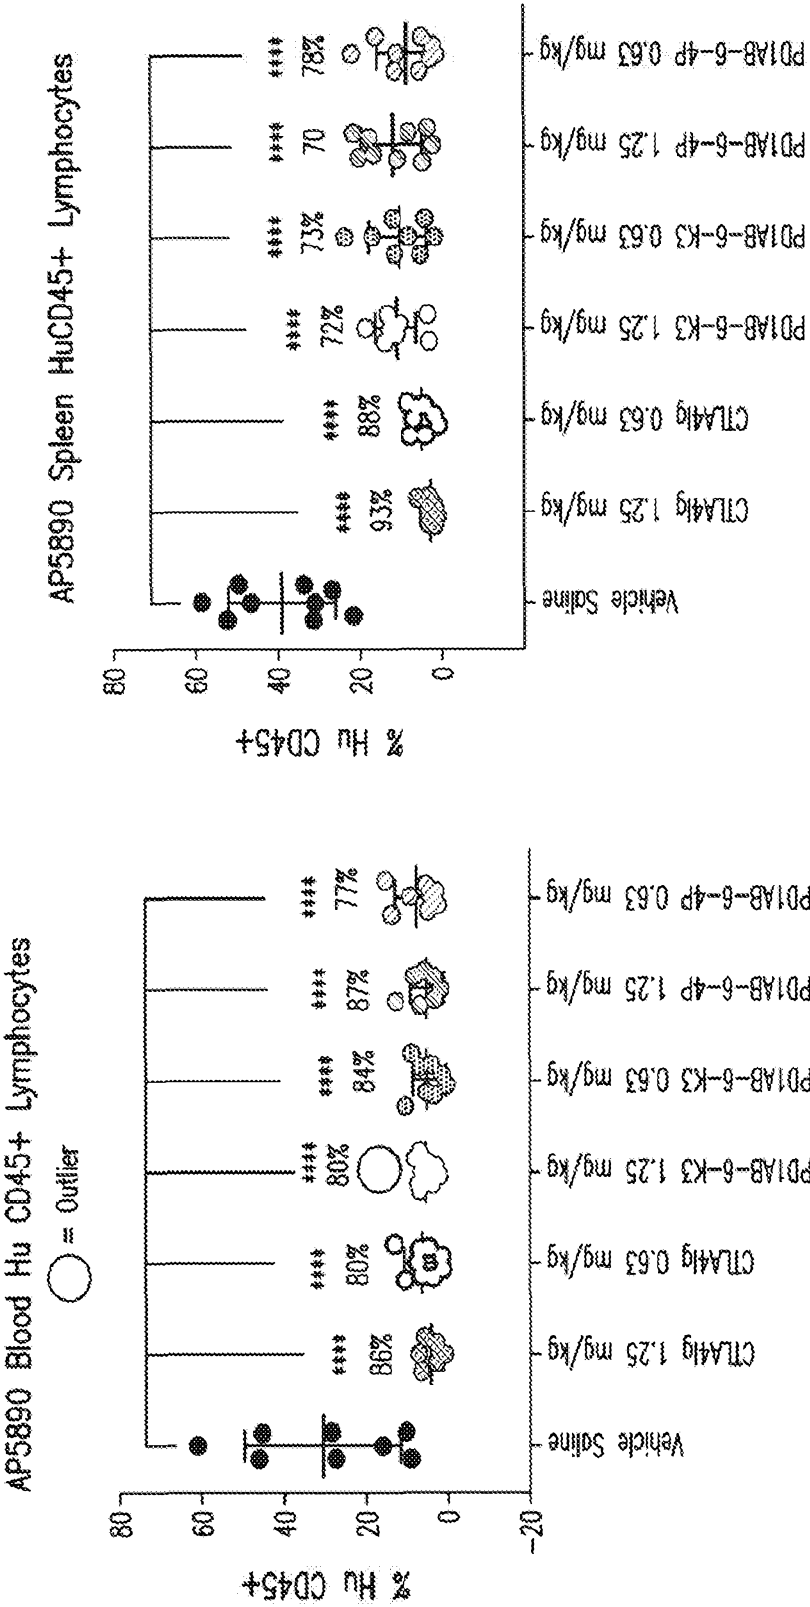 AP5890 Blood Hu CD45+ Lymphocytes
= Outlier
% Hu CD45+
80
60
40
20
0
-20
**** **** **** **** **** ****
86% 80% 80% 84% 87% 77%
Vehicle Saline
CTLA4Ig 1.25 mg/kg
CTLA4Ig 0.63 mg/kg
PD1AB-6-K3 1.25 mg/kg
PD1AB-6-K3 0.63 mg/kg
PD1AB-6-4P 1.25 mg/kg
PD1AB-6-4P 0.63 mg/kg
AP5890 Spleen HuCD45+ Lymphocytes
% Hu CD45+
80
60
40
20
0
**** **** **** **** **** ****
93% 88% 72% 73% 70 78%
Vehicle Saline
CTLA4Ig 1.25 mg/kg
CTLA4Ig 0.63 mg/kg
PD1AB-6-K3 1.25 mg/kg
PD1AB-6-K3 0.63 mg/kg
PD1AB-6-4P 1.25 mg/kg
PD1AB-6-4P 0.63 mg/kg